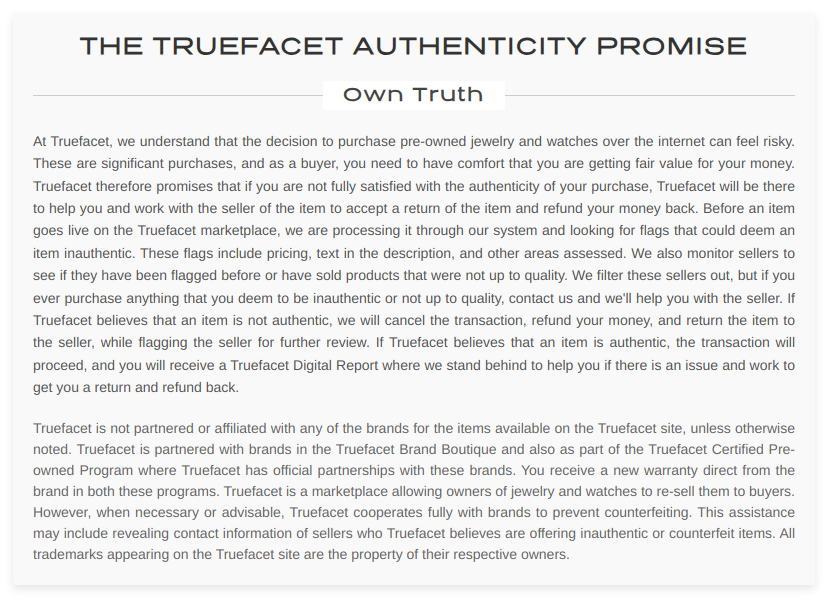 THE TRUEFACET AUTHENTICITY PROMISE
Own Truth
At Truefacet, we understand that the decision to purchase pre-owned jewelry and watches over the internet can feel risky.
These are significant purchases, and as a buyer, you need to have comfort that you are getting fair value for your money.
Truefacet therefore promises that if you are not fully satisfied with the authenticity of your purchase, Truefacet will be there
to help you and work with the seller of the item to accept a return of the item and refund your money back. Before an item
goes live on the Truefacet marketplace, we are processing it through our system and looking for flags that could deem an
item inauthentic. These flags include pricing, text in the description, and other areas assessed. We also monitor sellers to
see if they have been flagged before or have sold products that were not up to quality. We filter these sellers out, but if you
ever purchase anything that you deem to be inauthentic or not up to quality, contact us and we'll help you with the seller. If
Truefacet believes that an item is not authentic, we will cancel the transaction, refund your money, and return the item to
the seller, while flagging the seller for further review. If Truefacet believes that an item is authentic, the transaction will
proceed, and you will receive a Truefacet Digital Report where we stand behind to help you if there is an issue and work to
get you a return and refund back.
Truefacet is not partnered or affiliated with any of the brands for the items available on the Truefacet site, unless otherwise
noted. Truefacet is partnered with brands in the Truefacet Brand Boutique and also as part of the Truefacet Certified Pre-
owned Program where Truefacet has official partnerships with these brands. You receive a new warranty direct from the
brand in both these programs. Truefacet is a marketplace allowing owners of jewelry and watches to re-sell them to buyers.
However, when necessary or advisable, Truefacet cooperates fully with brands to prevent counterfeiting. This assistance
may include revealing contact information of sellers who Truefacet believes are offering inauthentic or counterfeit items. All
trademarks appearing on the Truefacet site are the property of their respective owners.